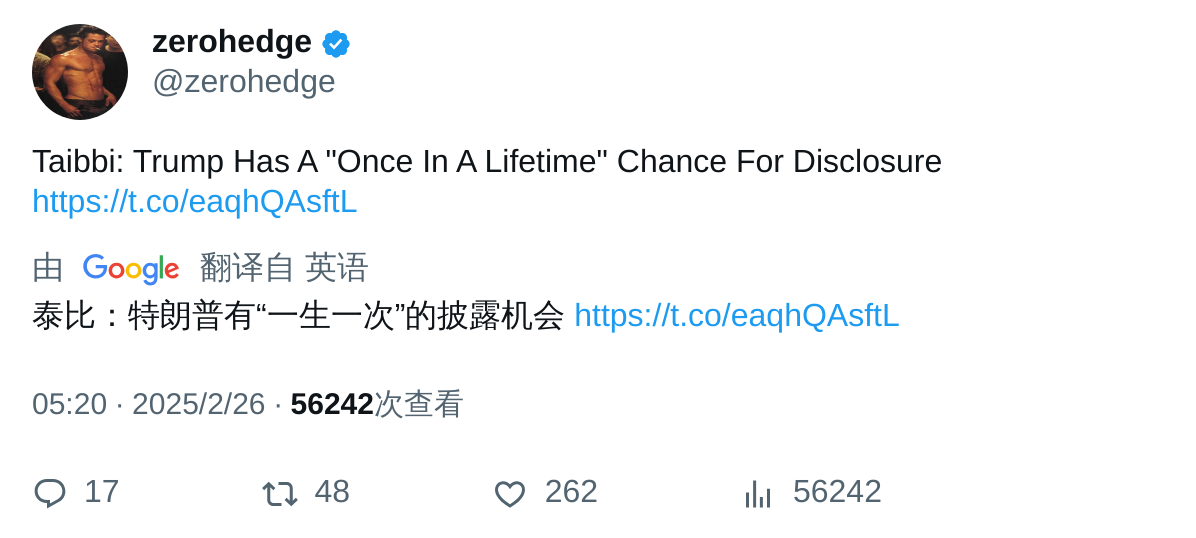 zerohedge
@zerohedge
Taibbi: Trump Has A "Once In A Lifetime" Chance For Disclosure
https://t.co/eaqhQAsftL
由 Google 翻译自 英语
泰比：特朗普有“一生一次”的披露机会 https://t.co/eaqhQAsftL
05:20 · 2025/2/26 · 56242次查看
17 48 262 56242